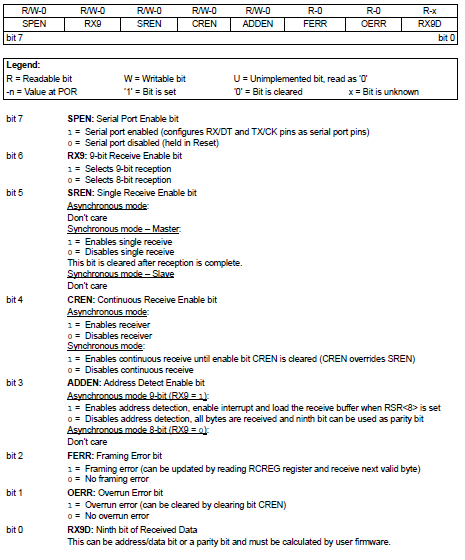 R/W-0 R/W-0 R/W-0 R/W-0 R/W-0 R-0 R-0 R-x
SPEN RX9 SREN CREN ADDEN FERR OERR RX9D
bit 7 bit 0
Legend:
R = Readable bit W = Writable bit U = Unimplemented bit, read as '0'
-n = Value at POR '1' = Bit is set '0' = Bit is cleared x = Bit is unknown
bit 7 SPEN: Serial Port Enable bit
1 = Serial port enabled (configures RX/DT and TX/CK pins as serial port pins)
0 = Serial port disabled (held in Reset)
bit 6 RX9: 9-bit Receive Enable bit
1 = Selects 9-bit reception
0 = Selects 8-bit reception
bit 5 SREN: Single Receive Enable bit
Asynchronous mode:
Don't care
Synchronous mode – Master:
1 = Enables single receive
0 = Disables single receive
This bit is cleared after reception is complete.
Synchronous mode – Slave
Don't care
bit 4 CREN: Continuous Receive Enable bit
Asynchronous mode:
1 = Enables receiver
0 = Disables receiver
Synchronous mode:
1 = Enables continuous receive until enable bit CREN is cleared (CREN overrides SREN)
0 = Disables continuous receive
bit 3 ADDEN: Address Detect Enable bit
Asynchronous mode 9-bit (RX9 = 1):
1 = Enables address detection, enable interrupt and load the receive buffer when RSR<8> is set
0 = Disables address detection, all bytes are received and ninth bit can be used as parity bit
Asynchronous mode 8-bit (RX9 = 0):
Don't care
bit 2 FERR: Framing Error bit
1 = Framing error (can be updated by reading RCREG register and receive next valid byte)
0 = No framing error
bit 1 OERR: Overrun Error bit
1 = Overrun error (can be cleared by clearing bit CREN)
0 = No overrun error
bit 0 RX9D: Ninth bit of Received Data
This can be address/data bit or a parity bit and must be calculated by user firmware.